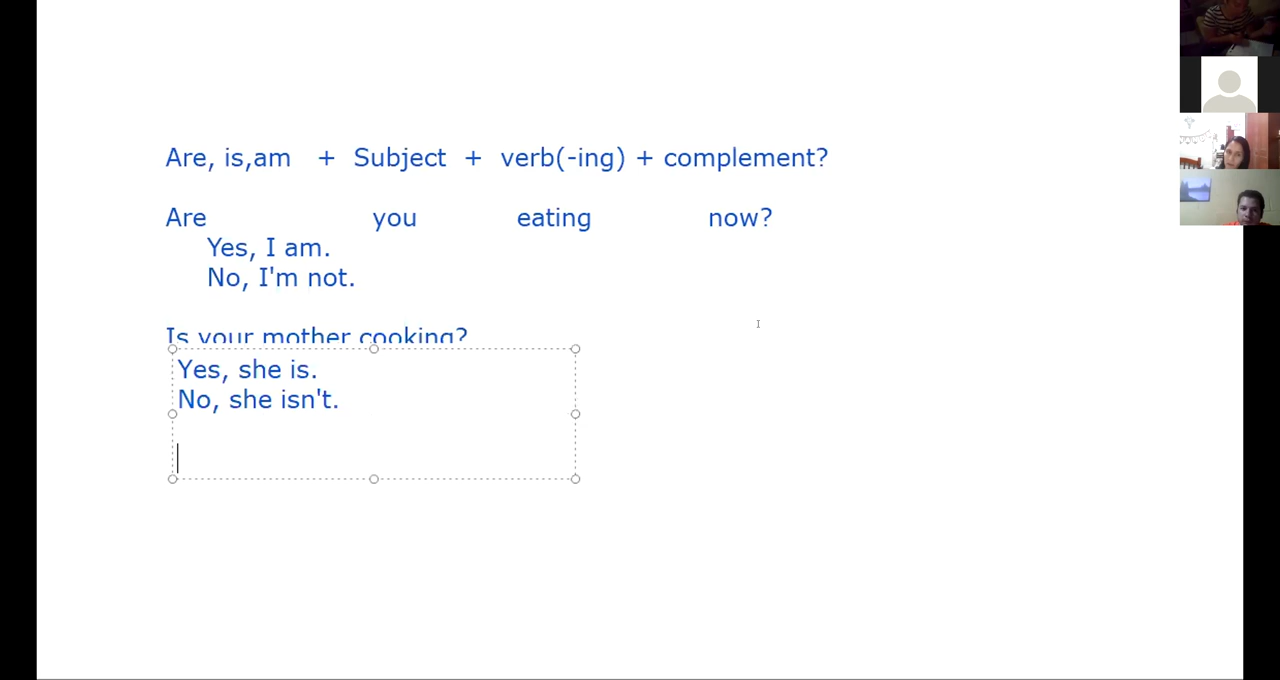 Are, is,am + Subject + verb(-ing) + complement?
Are you eating now?
Yes, I am.
No, I'm not.
Is your mother cooking?
Yes, she is.
No, she isn't.